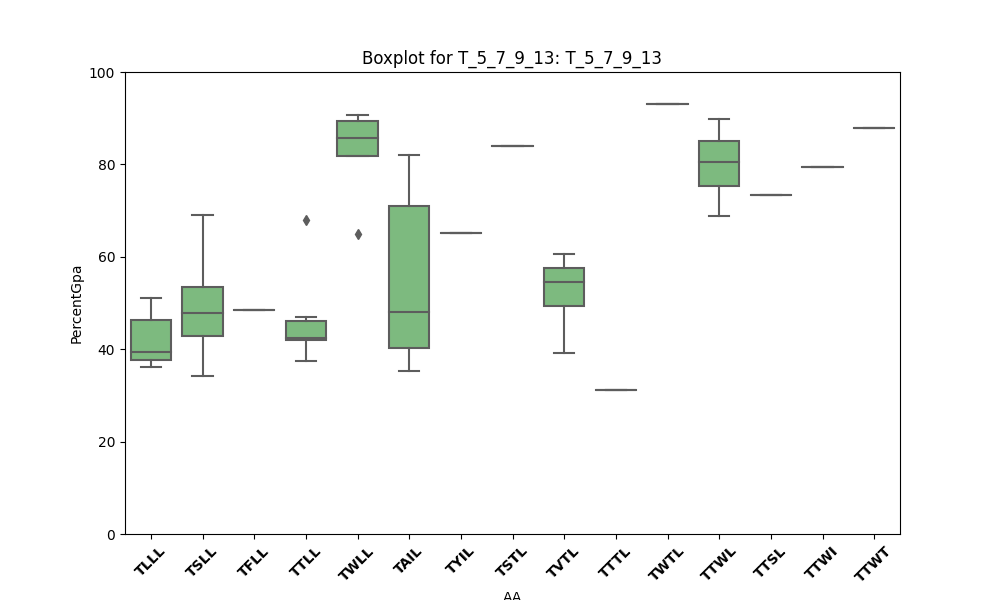 Boxplot for T_5_7_9_13: T_5_7_9_13
100
80
60
40
20
0
PercentGpa
TLLL TSLL TFLL TTLL TWLL TAIL TYIL TSTL TVTL TTTL TWTL TTWL TTSL TTWI TTWT
AA